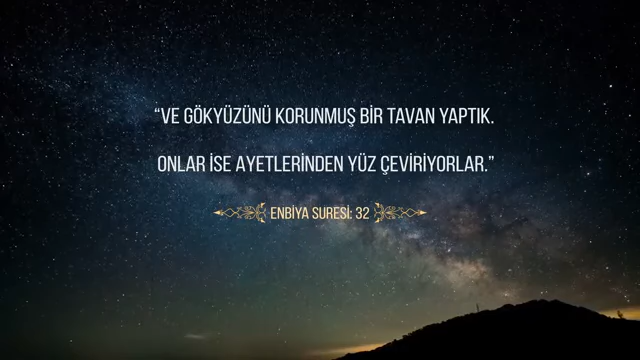 “VE GÖKYÜZÜNÜ KORUNMUŞ BİR TAVAN YAPTIK.
ONLAR İSE AYETLERİNDEN YÜZ ÇEVİRİYORLAR.”
ENBİYA SURESİ: 32